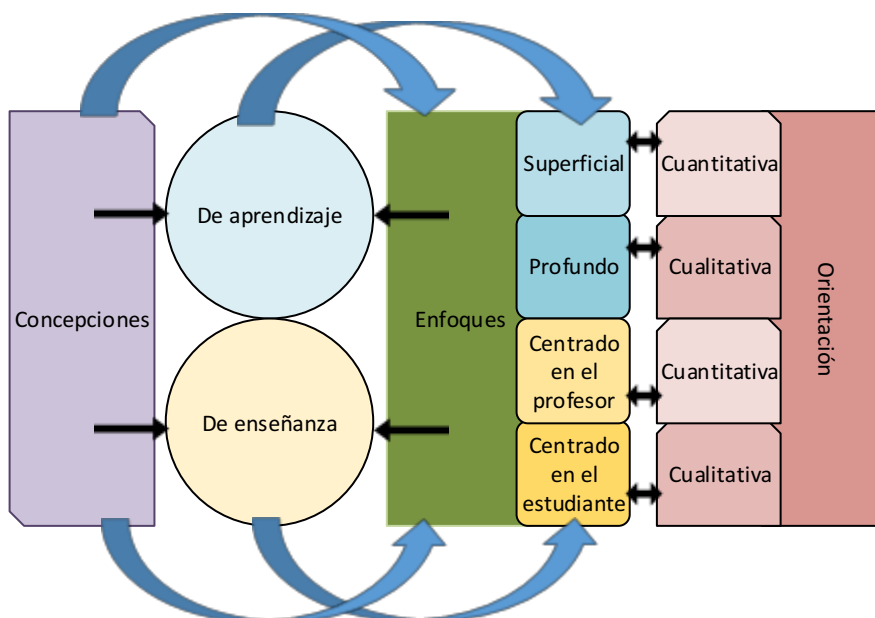 Concepciones
De aprendizaje
De enseñanza
Enfoques
Superficial
Profundo
Centrado
en el
profesor
Centrado
en el
estudiante
Cuantitativa
Cualitativa
Cuantitativa
Cualitativa
Orientación